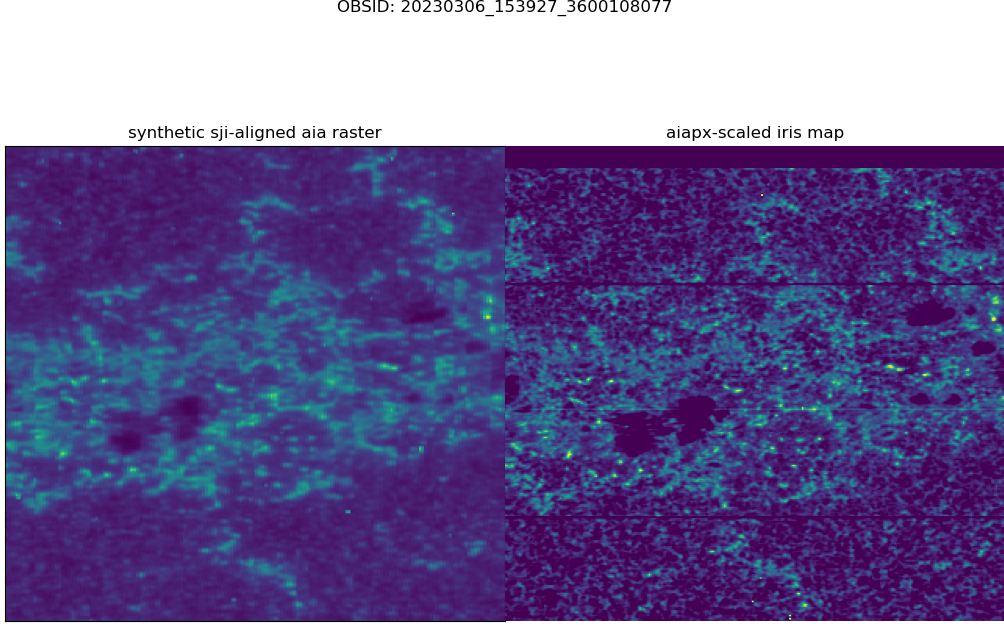 OBSID: 20230306_153927_3600108077
synthetic sji-aligned aia raster
aiapx-scaled iris map